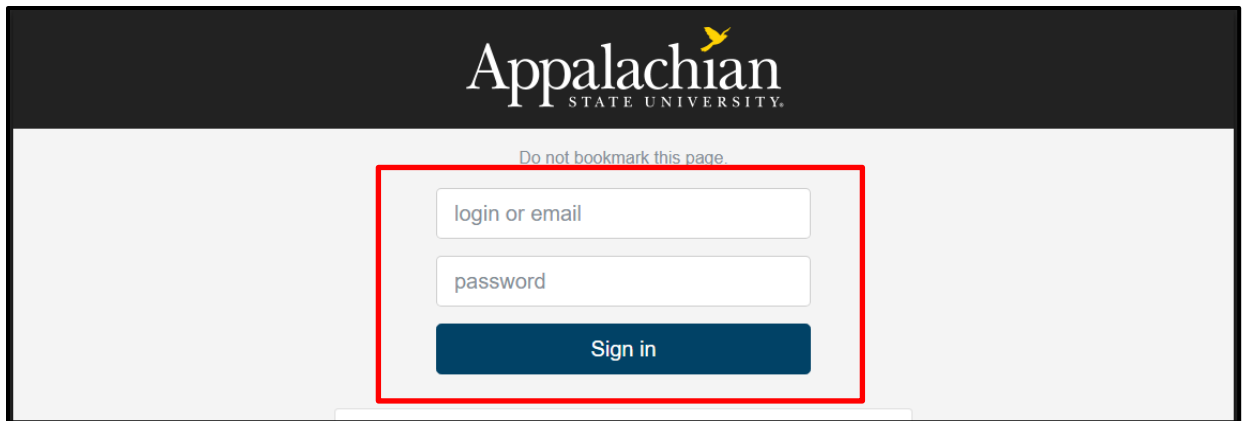 Appalachian
STATE UNIVERSITY.
Do not bookmark this page.
login or email
password
Sign in